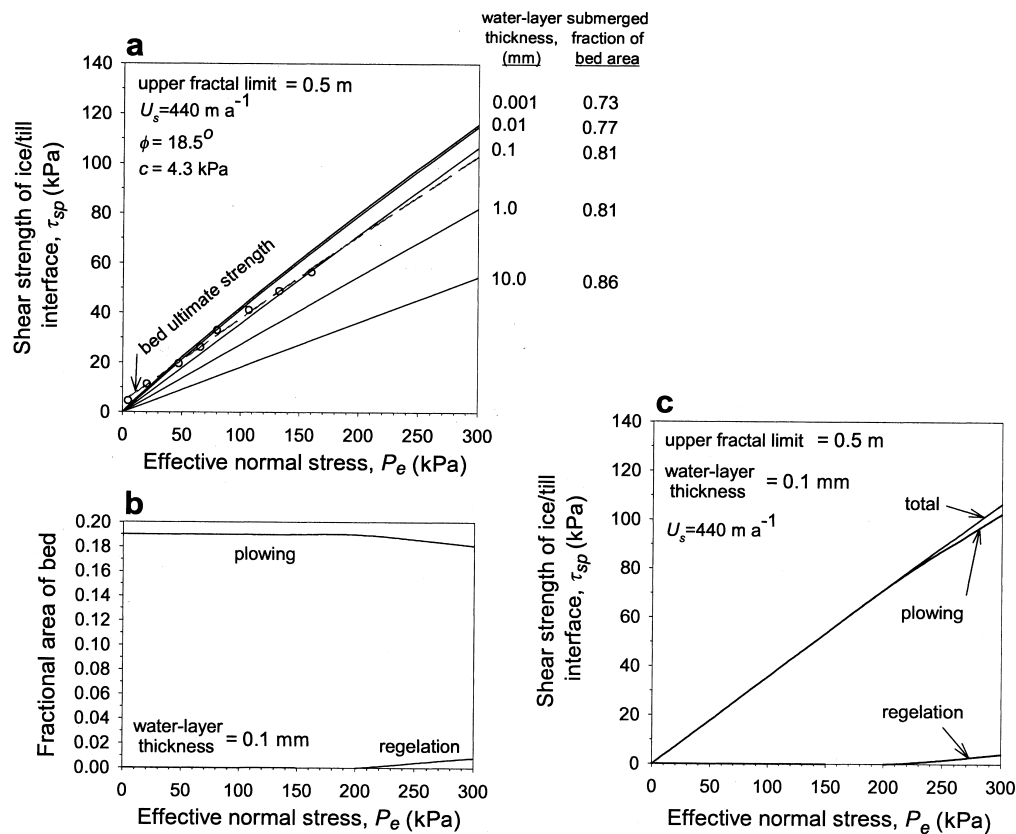 a
water-layer submerged
thickness, fraction of
(mm) bed area
0.001 0.73
0.01 0.77
0.1 0.81
1.0 0.81
10.0 0.86
upper fractal limit = 0.5 m
Us=440 m a-1
ϕ = 18.5o
c = 4.3 kPa
bed ultimate strength
Shear strength of ice/till
interface, τsp (kPa)
140
120
100
80
60
40
20
0
0 50 100 150 200 250 300
Effective normal stress, Pe (kPa)
b
Fractional area of bed
0.20
0.18
0.16
0.14
0.12
0.10
0.08
0.06
0.04
0.02
0.00
plowing
water-layer
thickness = 0.1 mm
regelation
0 50 100 150 200 250 300
Effective normal stress, Pe (kPa)
c
Shear strength of ice/till
interface, τsp (kPa)
140
120
100
80
60
40
20
0
upper fractal limit = 0.5 m
water-layer
thickness = 0.1 mm
Us=440 m a-1
total
plowing
regelation
0 50 100 150 200 250 300
Effective normal stress, Pe (kPa)